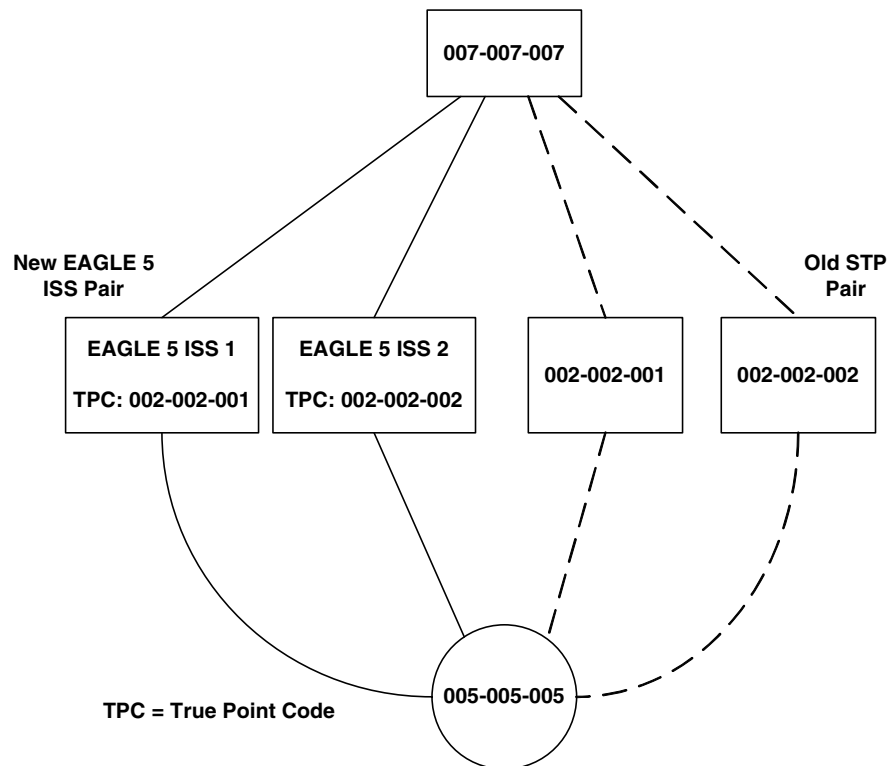 007-007-007
New EAGLE 5
ISS Pair
Old STP
Pair
EAGLE 5 ISS 1
TPC: 002-002-001
EAGLE 5 ISS 2
TPC: 002-002-002
002-002-001
002-002-002
005-005-005
TPC = True Point Code